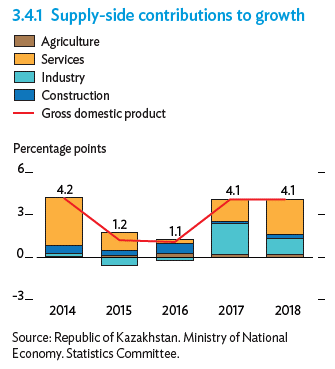 3.4.1 Supply-side contributions to growth
Agriculture
Services
Industry
Construction
Gross domestic product
Percentage points
6
3
0
-3
4.2
1.2
1.1
4.1
4.1
2014 2015 2016 2017 2018
Source: Republic of Kazakhstan. Ministry of National
Economy. Statistics Committee.